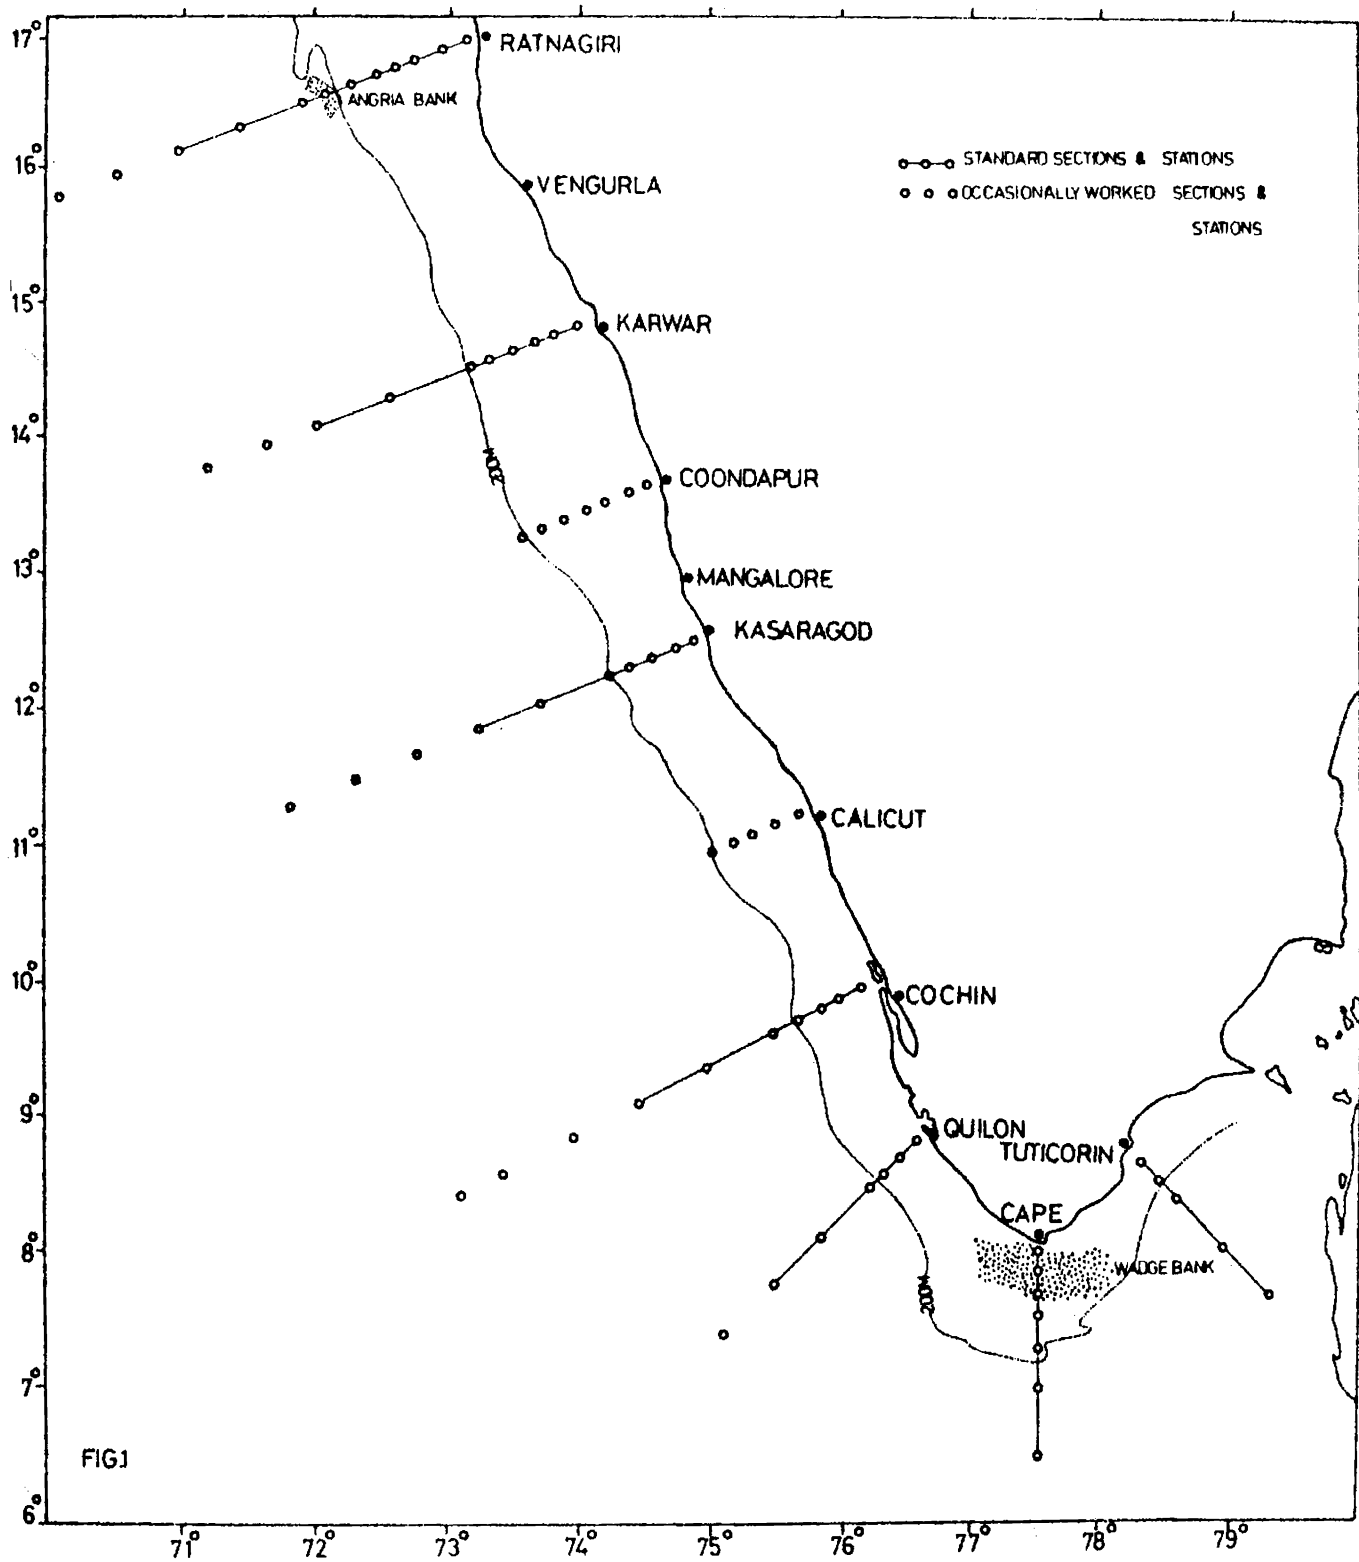 17°
RATNAGIRI
ANGRIA BANK
STANDARD SECTIONS & STATIONS
16°
VENGURLA
OCCASIONALLY WORKED SECTIONS &
STATIONS
15°
KARWAR
14°
200M
COONDAPUR
13°
MANGALORE
KASARAGOD
12°
CALICUT
11°
10°
COCHIN
9°
QUILON
TUTICORIN
CAPE
8°
WADGE BANK
200M
7°
FIG.1
6°
71° 72° 73° 74° 75° 76° 77° 78° 79°